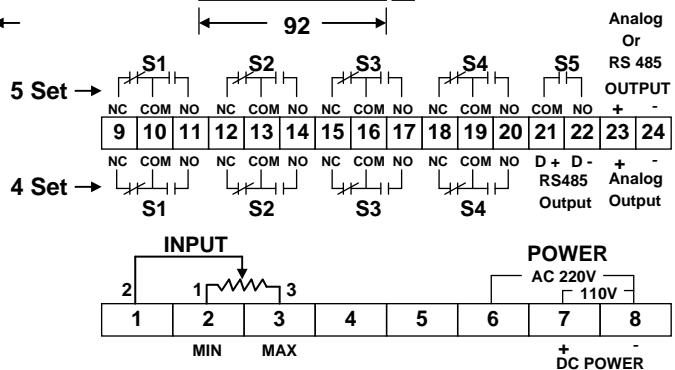 92
Analog
Or
RS 485
OUTPUT
S1 S2 S3 S4 S5
5 Set
NC COM NO NC COM NO NC COM NO NC COM NO COM NO + -
9 10 11 12 13 14 15 16 17 18 19 20 21 22 23 24
NC COM NO NC COM NO NC COM NO NC COM NO D + D - + -
4 Set
RS485 Analog
Output Output
S1 S2 S3 S4
INPUT POWER
AC 220V
110V
2 1 3
1 2 3 4 5 6 7 8
MIN MAX + -
DC POWER